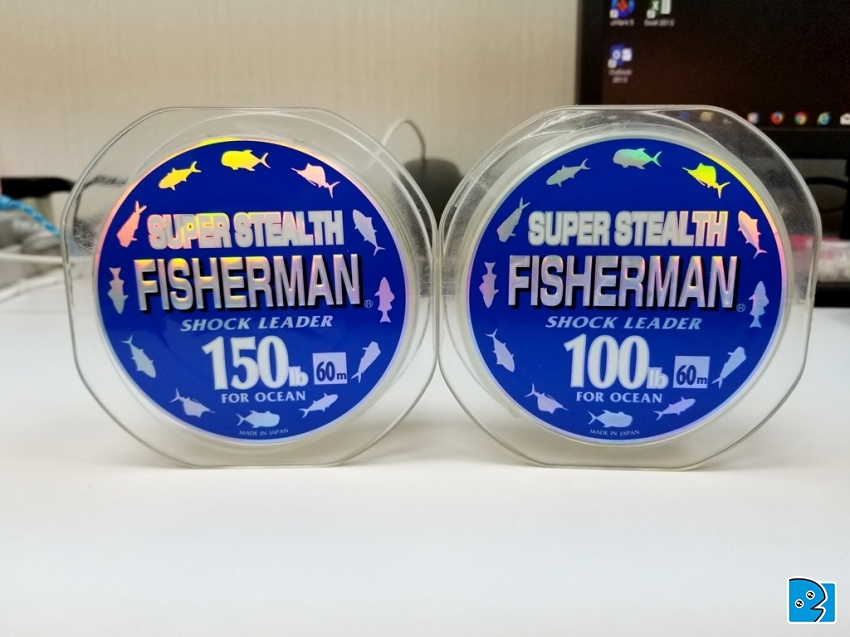 SUPER STEALTH
FISHERMAN®
SHOCK LEADER
150lb 60m
FOR OCEAN
MADE IN JAPAN
SUPER STEALTH
FISHERMAN®
SHOCK LEADER
100lb 60m
FOR OCEAN
MADE IN JAPAN